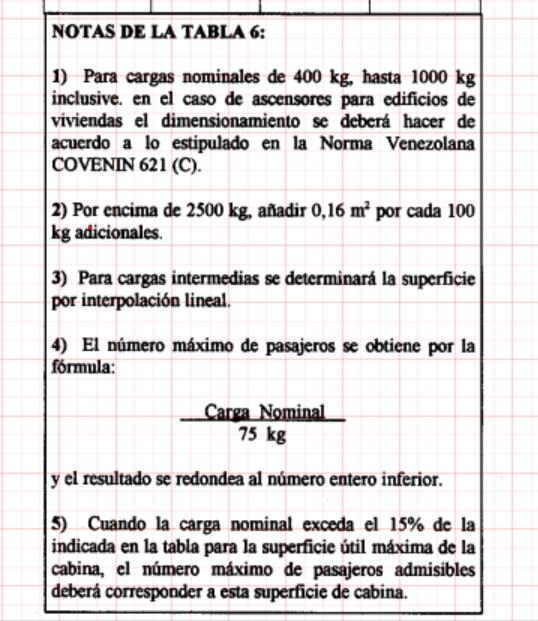 NOTAS DE LA TABLA 6:
1) Para cargas nominales de 400 kg, hasta 1000 kg
inclusive. en el caso de ascensores para edificios de
viviendas el dimensionamiento se deberá hacer de
acuerdo a lo estipulado en la Norma Venezolana
COVENIN 621 (C).
2) Por encima de 2500 kg, añadir 0,16 m² por cada 100
kg adicionales.
3) Para cargas intermedias se determinará la superficie
por interpolación lineal.
4) El número máximo de pasajeros se obtiene por la
fórmula:
Carga Nominal
75 kg
y el resultado se redondea al número entero inferior.
5) Cuando la carga nominal exceda el 15% de la
indicada en la tabla para la superficie útil máxima de la
cabina, el número máximo de pasajeros admisibles
deberá corresponder a esta superficie de cabina.